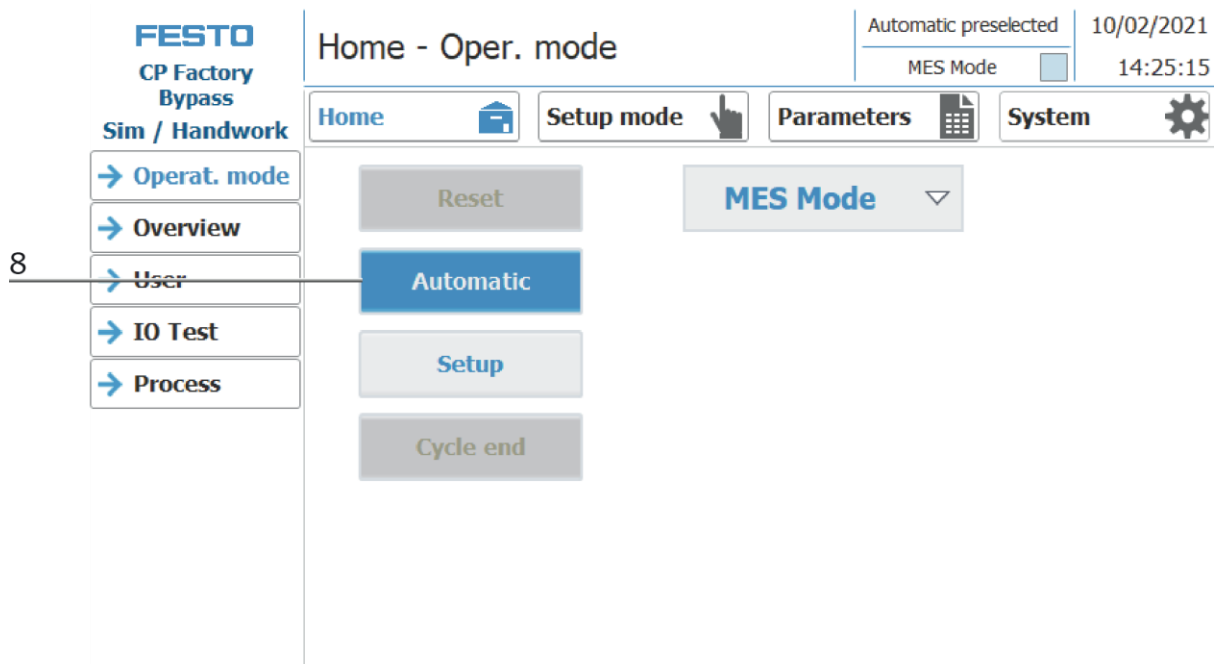 FESTO
CP Factory
Bypass
Sim / Handwork
Home - Oper. mode
Automatic preselected
MES Mode
10/02/2021
14:25:15
Home
Setup mode
Parameters
System
Operat. mode
Overview
User
IO Test
Process
8
Reset
Automatic
Setup
Cycle end
MES Mode